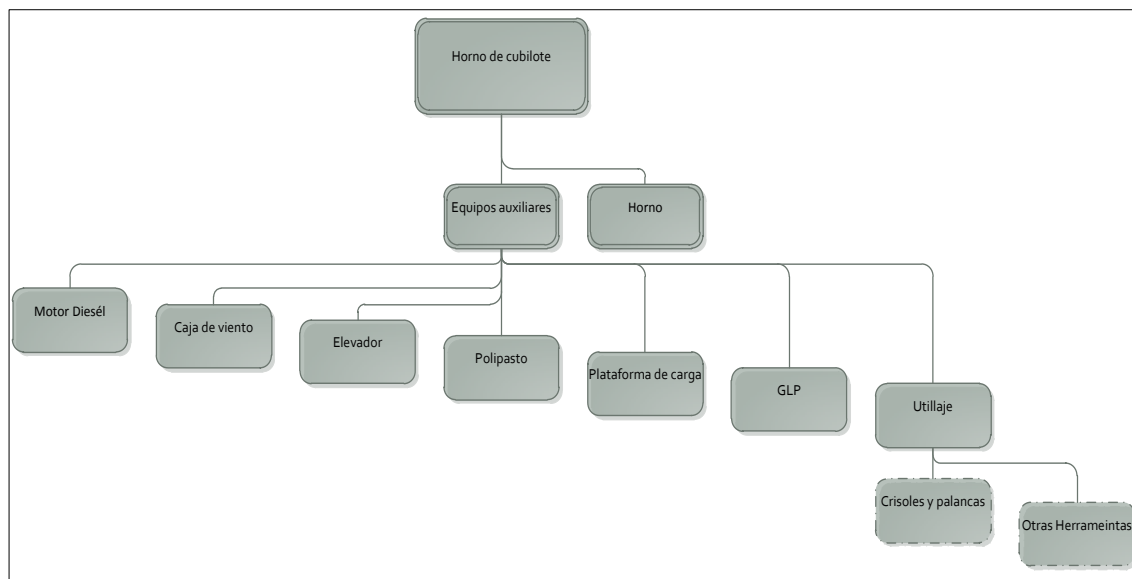 Horno de cubilote
Equipos auxiliares
Horno
Motor Diesél
Caja de viento
Elevador
Polipasto
Plataforma de carga
GLP
Utillaje
Crisoles y palancas
Otras Herrameintas